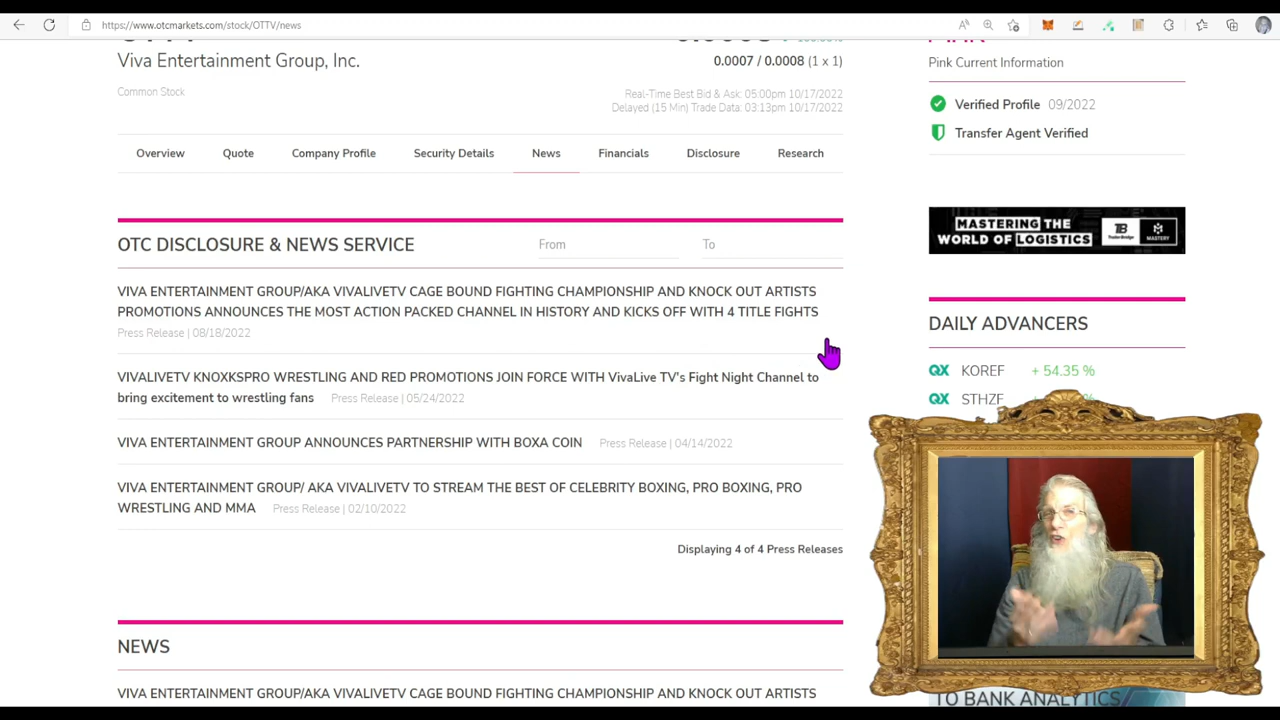 https://www.otcmarkets.com/stock/OTTV/news
Viva Entertainment Group, Inc.
0.0007 / 0.0008 (1 x 1)
Common Stock
Real-Time Best Bid & Ask: 05:00pm 10/17/2022
Delayed (15 Min) Trade Data: 03:13pm 10/17/2022
Pink Current Information
Verified Profile 09/2022
Transfer Agent Verified
Overview Quote Company Profile Security Details News Financials Disclosure Research
OTC DISCLOSURE & NEWS SERVICE From To
VIVA ENTERTAINMENT GROUP/AKA VIVALIVETV CAGE BOUND FIGHTING CHAMPIONSHIP AND KNOCK OUT ARTISTS
PROMOTIONS ANNOUNCES THE MOST ACTION PACKED CHANNEL IN HISTORY AND KICKS OFF WITH 4 TITLE FIGHTS
Press Release | 08/18/2022
VIVALIVETV KNOXKSPRO WRESTLING AND RED PROMOTIONS JOIN FORCE WITH VivaLive TV's Fight Night Channel to
bring excitement to wrestling fans Press Release | 05/24/2022
VIVA ENTERTAINMENT GROUP ANNOUNCES PARTNERSHIP WITH BOXA COIN Press Release | 04/14/2022
VIVA ENTERTAINMENT GROUP/ AKA VIVALIVETV TO STREAM THE BEST OF CELEBRITY BOXING, PRO BOXING, PRO
WRESTLING AND MMA Press Release | 02/10/2022
Displaying 4 of 4 Press Releases
NEWS
VIVA ENTERTAINMENT GROUP/AKA VIVALIVETV CAGE BOUND FIGHTING CHAMPIONSHIP AND KNOCK OUT ARTISTS
MASTERING THE
WORLD OF LOGISTICS
TB
MASTERY
DAILY ADVANCERS
QX KOREF + 54.35 %
QX STHZF
TO BANK ANALYTICS